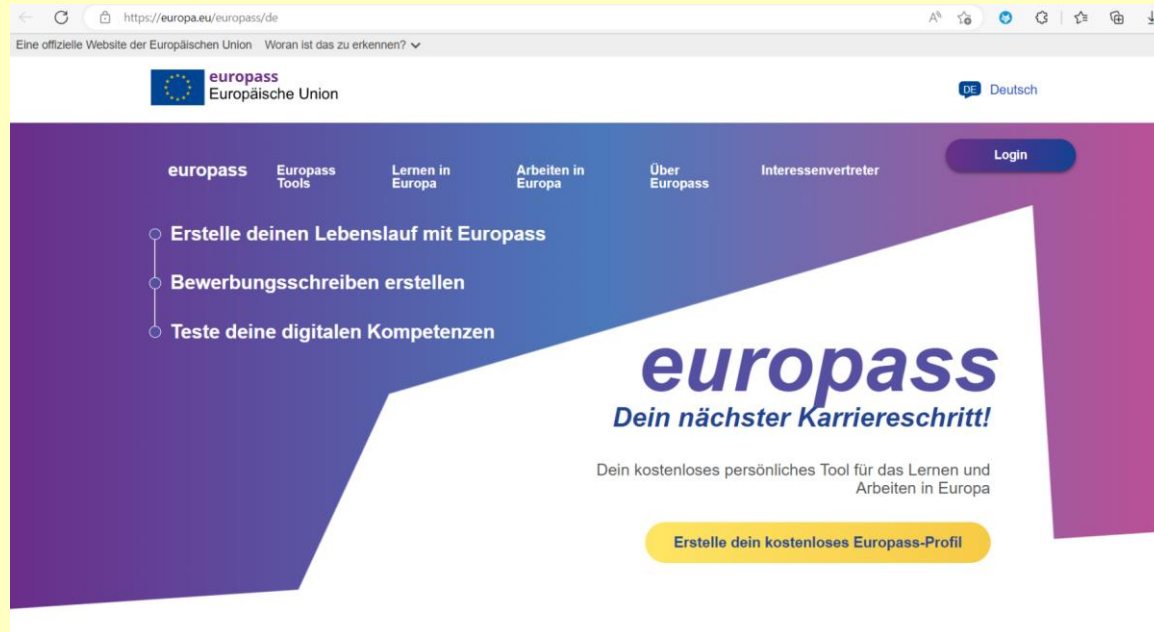 https://europa.eu/europass/de
Eine offizielle Website der Europäischen Union Woran ist das zu erkennen?
europass
Europäische Union
DE Deutsch
Login
europass
Europass
Tools
Lernen in
Europa
Arbeiten in
Europa
Über
Europass
Interessenvertreter
Erstelle deinen Lebenslauf mit Europass
Bewerbungsschreiben erstellen
Teste deine digitalen Kompetenzen
europass
Dein nächster Karriereschritt!
Dein kostenloses persönliches Tool für das Lernen und
Arbeiten in Europa
Erstelle dein kostenloses Europass-Profil